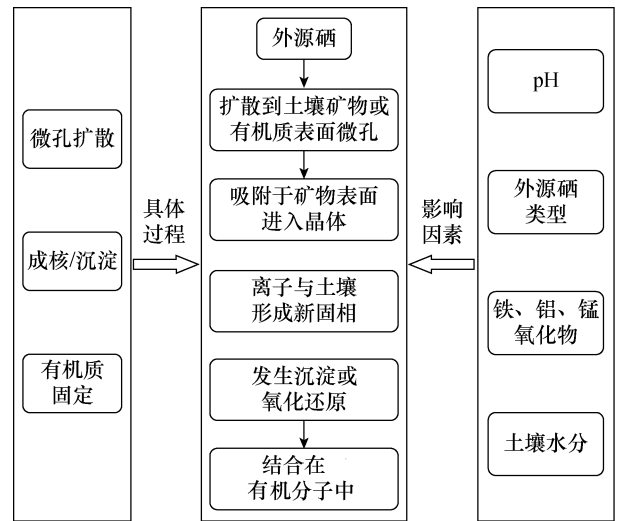 微孔扩散
成核/沉淀
有机质
固定
具体
过程
外源硒
扩散到土壤矿物或
有机质表面微孔
吸附于矿物表面
进入晶体
离子与土壤
形成新固相
发生沉淀或
氧化还原
结合在
有机分子中
影响
因素
pH
外源硒
类型
铁、铝、锰
氧化物
土壤水分